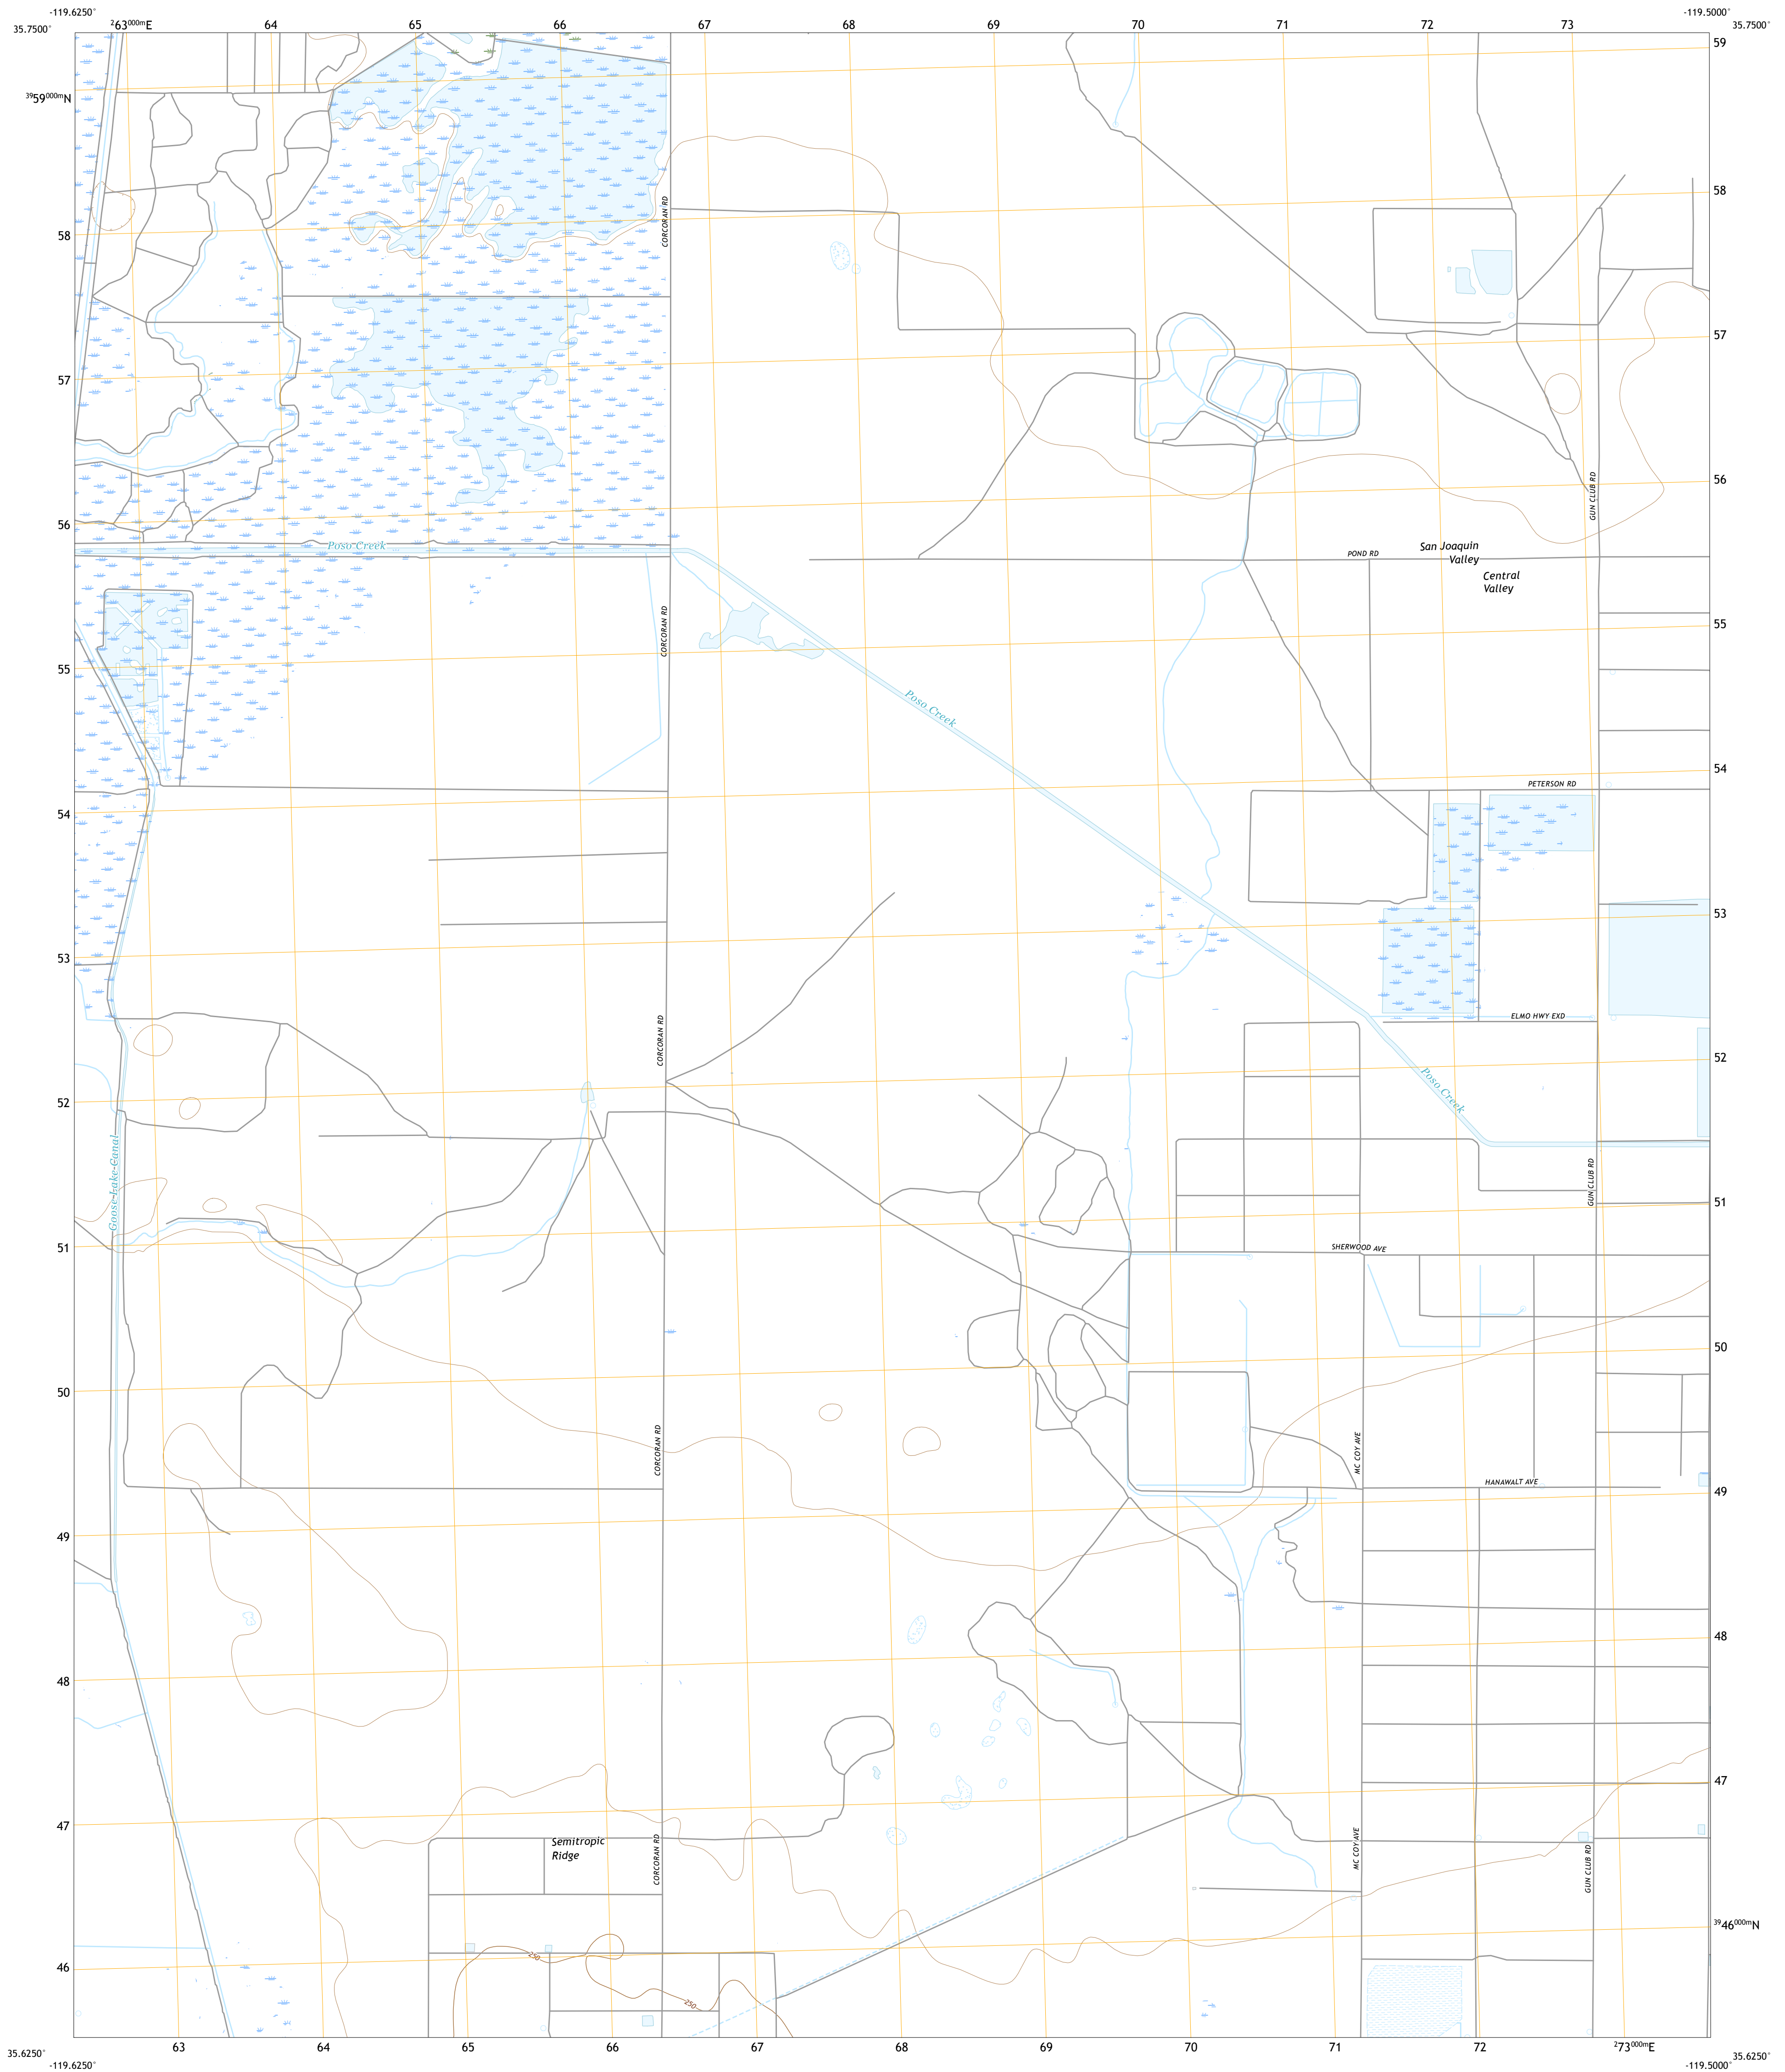 -119.6250° -119.5000°
35.7500° ²63⁰⁰⁰ᵐE 64 65 66 67 68 69 70 71 72 73 35.7500°
59
³⁹59⁰⁰⁰ᵐN
58
CORCORAN RD
58
57
57
GUN CLUB RD
56
56
Poso Creek
San Joaquin
Valley
POND RD
Central
Valley
55
CORCORAN RD
55
Poso Creek
54
PETERSON RD
54
53
53
ELMO HWY EXD
CORCORAN RD
52
Poso Creek
52
Goose Lake Canal
GUN CLUB RD
51
SHERWOOD AVE
51
50
50
CORCORAN RD
MC COY AVE
HANAWALT AVE
49
49
48
48
47
47
Semitropic
Ridge
CORCORAN RD
MC COY AVE
GUN CLUB RD
³⁹46⁰⁰⁰ᵐN
250
46
250
63 64 65 66 67 68 69 70 71 72 ²73⁰⁰⁰ᵐE
35.6250° 35.6250°
-119.6250° -119.5000°